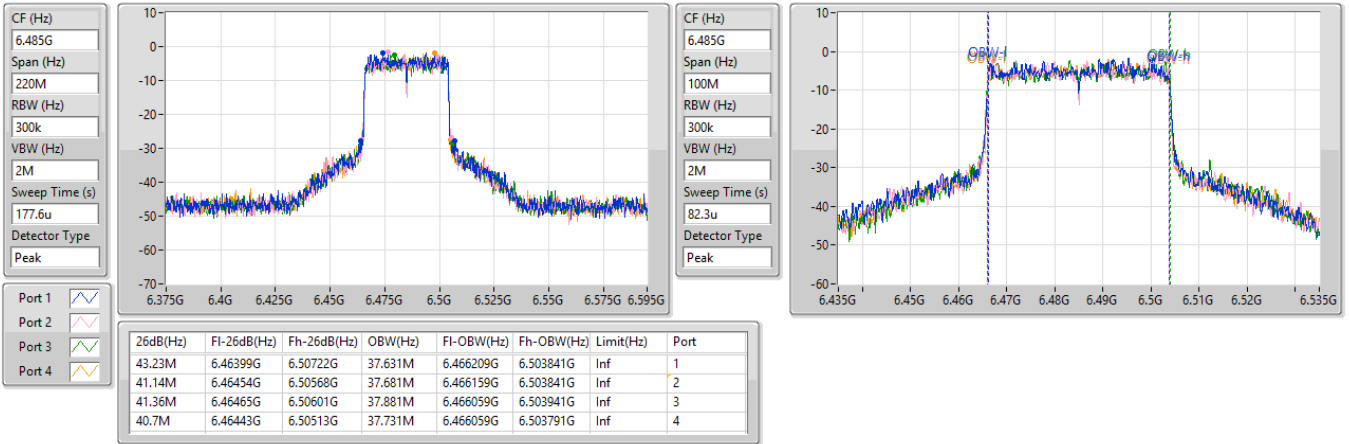 CF (Hz)
6.485G
Span (Hz)
220M
RBW (Hz)
300k
VBW (Hz)
2M
Sweep Time (s)
177.6u
Detector Type
Peak
10-
0-
-10-
-20-
-30-
-40-
-50-
-60-
-70-
6.375G 6.4G 6.425G 6.45G 6.475G 6.5G 6.525G 6.55G 6.575G 6.595G
CF (Hz)
6.485G
Span (Hz)
100M
RBW (Hz)
300k
VBW (Hz)
2M
Sweep Time (s)
82.3u
Detector Type
Peak
10-
0-
-10-
-20-
-30-
-40-
-50-
-60-
OBW-l OBW-h
6.435G 6.45G 6.46G 6.47G 6.48G 6.49G 6.5G 6.51G 6.52G 6.535G
Port 1
Port 2
Port 3
Port 4
26dB(Hz) Fl-26dB(Hz) Fh-26dB(Hz) OBW(Hz) Fl-OBW(Hz) Fh-OBW(Hz) Limit(Hz) Port
43.23M 6.46399G 6.50722G 37.631M 6.466209G 6.503841G Inf 1
41.14M 6.46454G 6.50568G 37.681M 6.466159G 6.503841G Inf 2
41.36M 6.46465G 6.50601G 37.881M 6.466059G 6.503941G Inf 3
40.7M 6.46443G 6.50513G 37.731M 6.466059G 6.503791G Inf 4